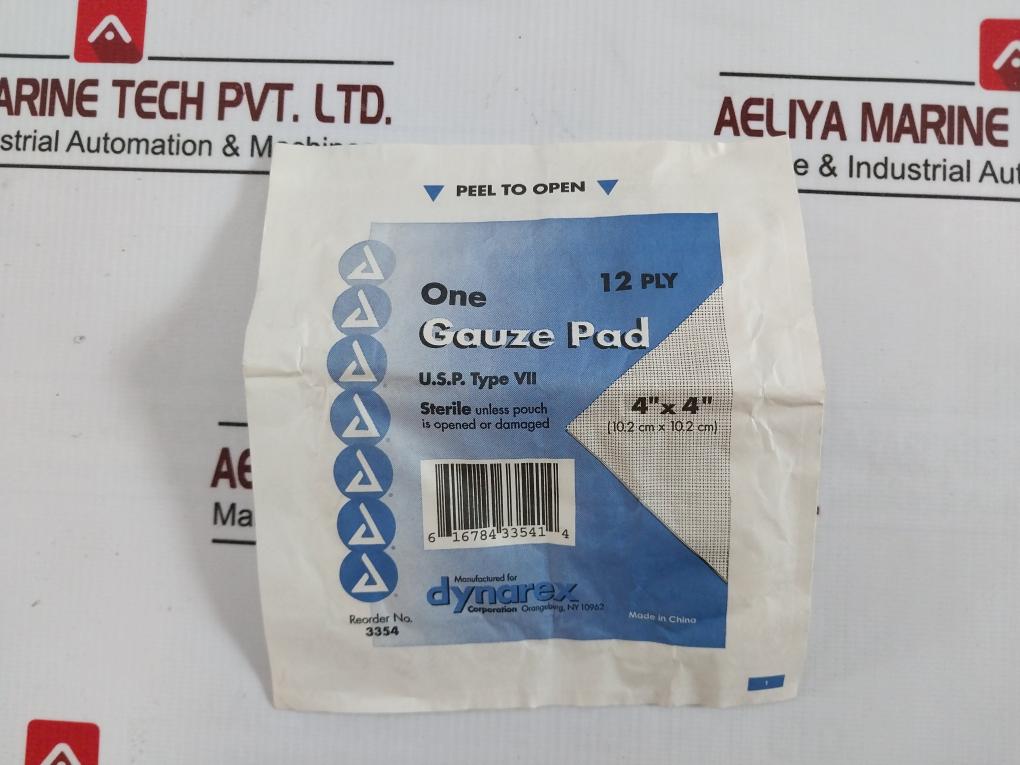 ARINE TECH PVT. LTD.
strial Automation &
AELIYA MARINE
e & Industrial Aut
PEEL TO OPEN
12 PLY
One
Gauze Pad
U.S.P. Type VII
Sterile unless pouch
is opened or damaged
4" x 4"
(10.2 cm x 10.2 cm)
6 16784 33541 4
Manufactured for
dynarex
Corporation Orangeburg, NY 10962
Made in China
Reorder No.
3354
1
AE
Ma